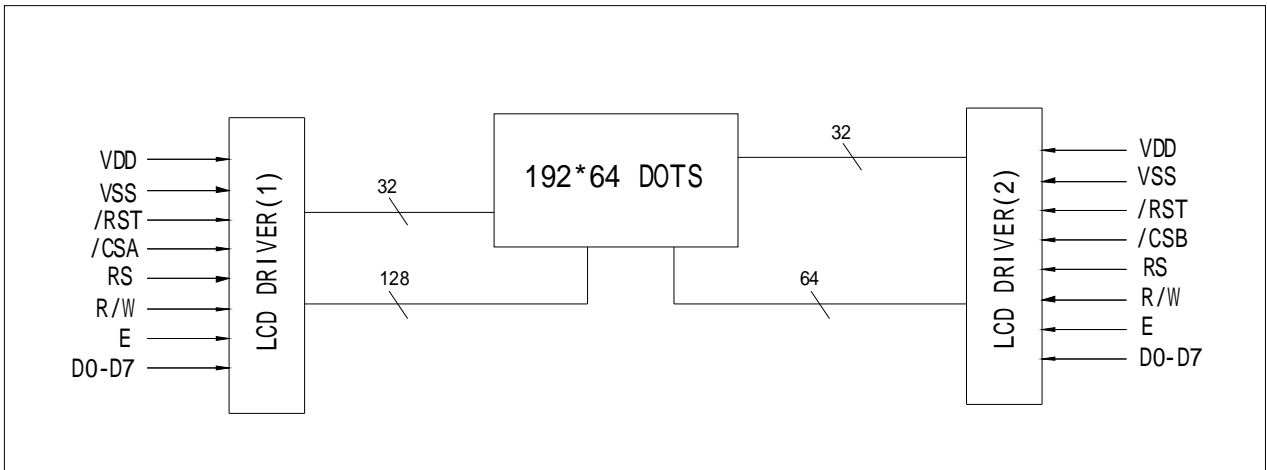 VDD
VSS
/RST
/CSA
RS
R/W
E
D0-D7
LCD DRIVER(1)
32
128
192*64 DOTS
32
64
LCD DRIVER(2)
VDD
VSS
/RST
/CSB
RS
R/W
E
D0-D7